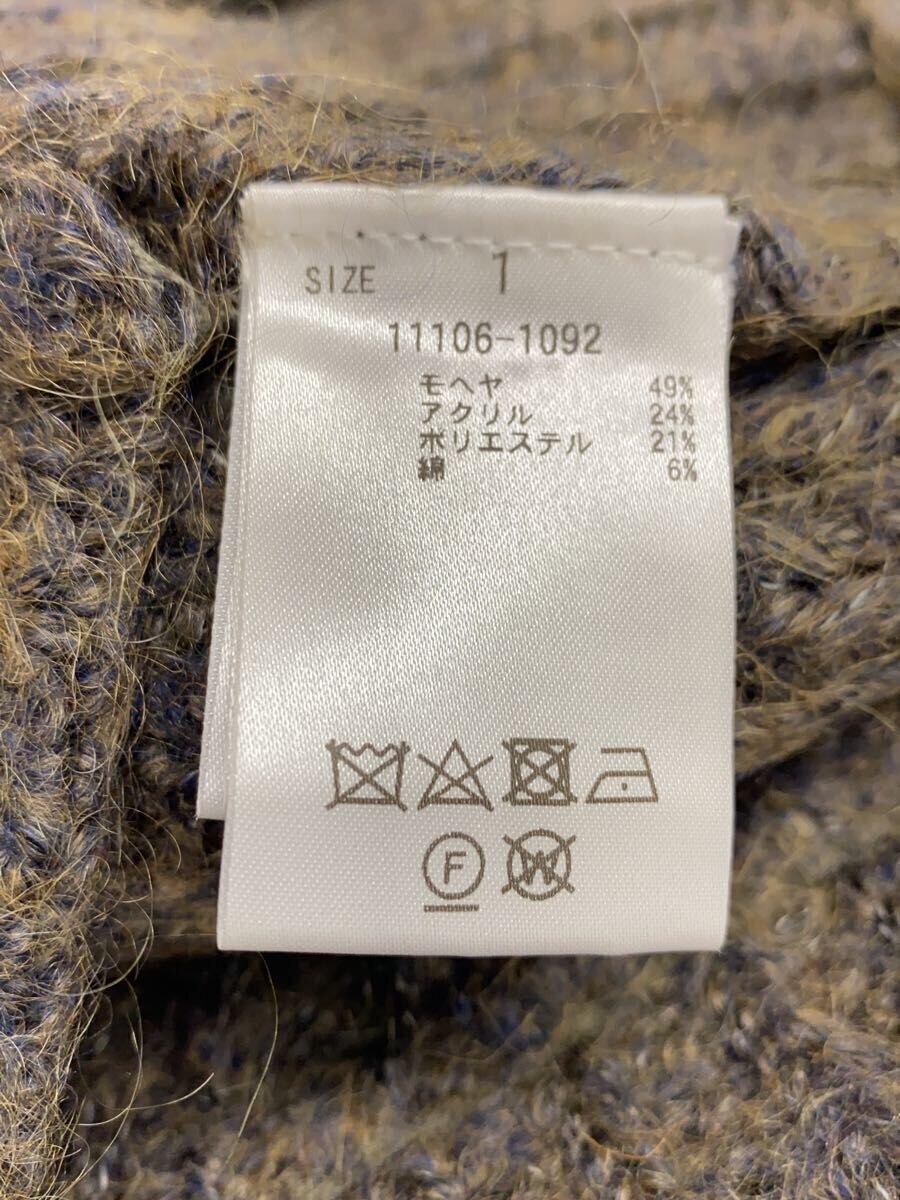 SIZE 1
11106-1092
モヘヤ 49%
アクリル 24%
ポリエステル 21%
綿 6%
F W